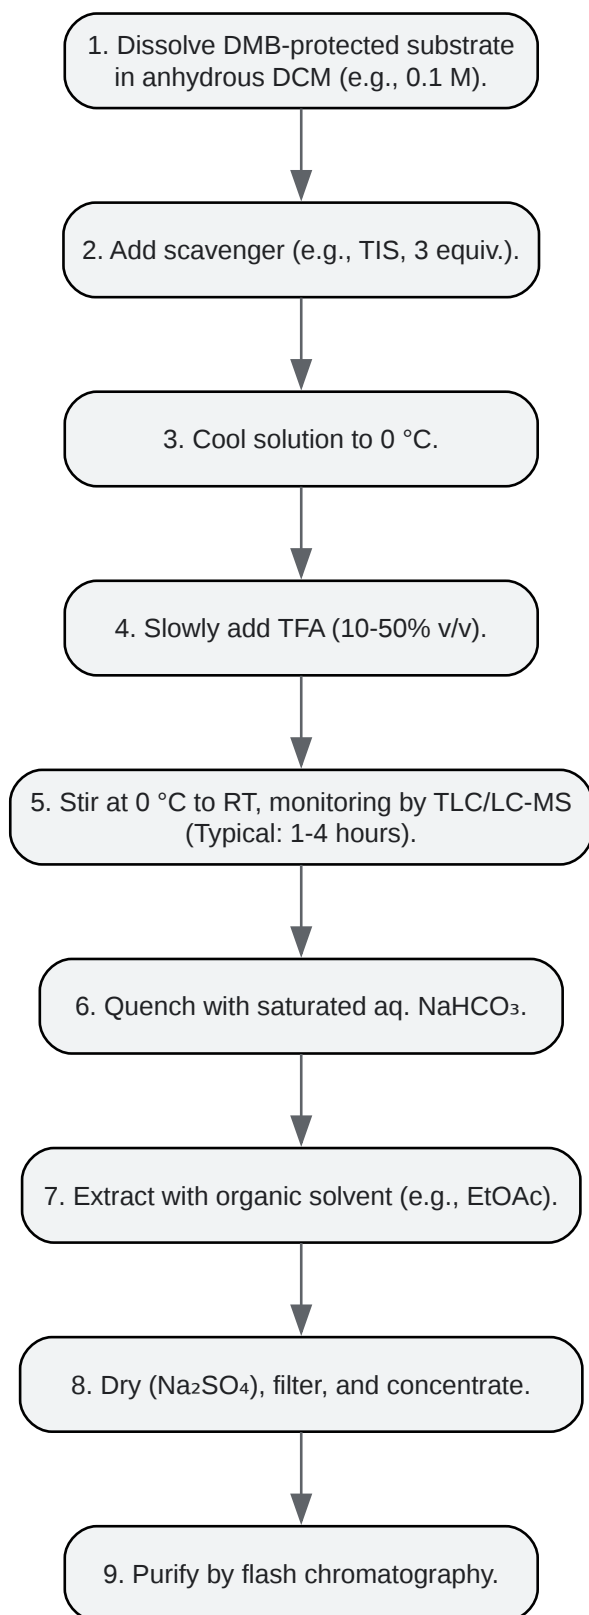 1. Dissolve DMB-protected substrate
in anhydrous DCM (e.g., 0.1 M).
2. Add scavenger (e.g., TIS, 3 equiv.).
3. Cool solution to 0 °C.
4. Slowly add TFA (10-50% v/v).
5. Stir at 0 °C to RT, monitoring by TLC/LC-MS
(Typical: 1-4 hours).
6. Quench with saturated aq. NaHCO₃.
7. Extract with organic solvent (e.g., EtOAc).
8. Dry (Na₂SO₄), filter, and concentrate.
9. Purify by flash chromatography.